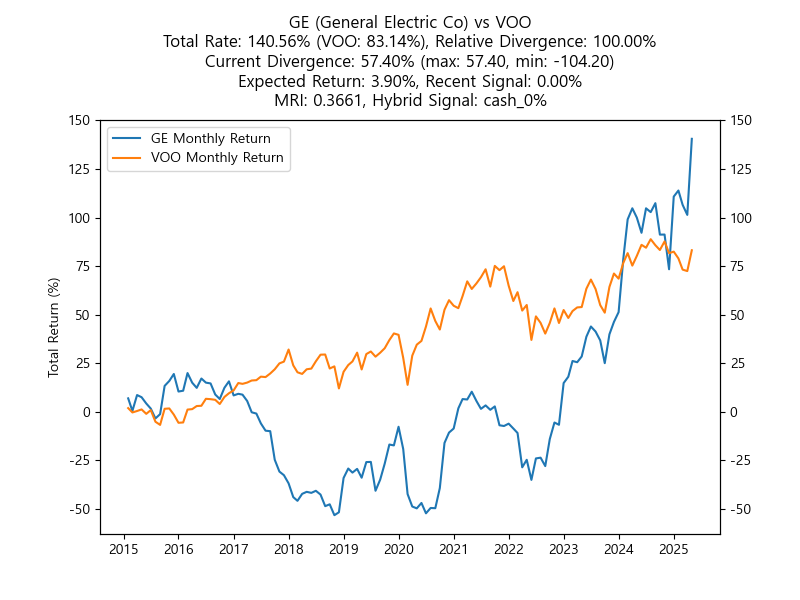 GE (General Electric Co) vs VOO
Total Rate: 140.56% (VOO: 83.14%), Relative Divergence: 100.00%
Current Divergence: 57.40% (max: 57.40, min: -104.20)
Expected Return: 3.90%, Recent Signal: 0.00%
MRI: 0.3661, Hybrid Signal: cash_0%
GE Monthly Return
VOO Monthly Return
Total Return (%)
150
125
100
75
50
25
0
-25
-50
150
125
100
75
50
25
0
-25
-50
2015 2016 2017 2018 2019 2020 2021 2022 2023 2024 2025